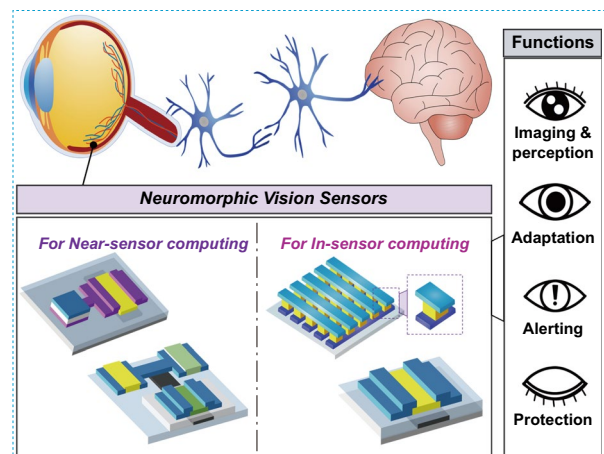 Functions
Imaging &
perception
Adaptation
Alerting
Protection
Neuromorphic Vision Sensors
For Near-sensor computing
For In-sensor computing